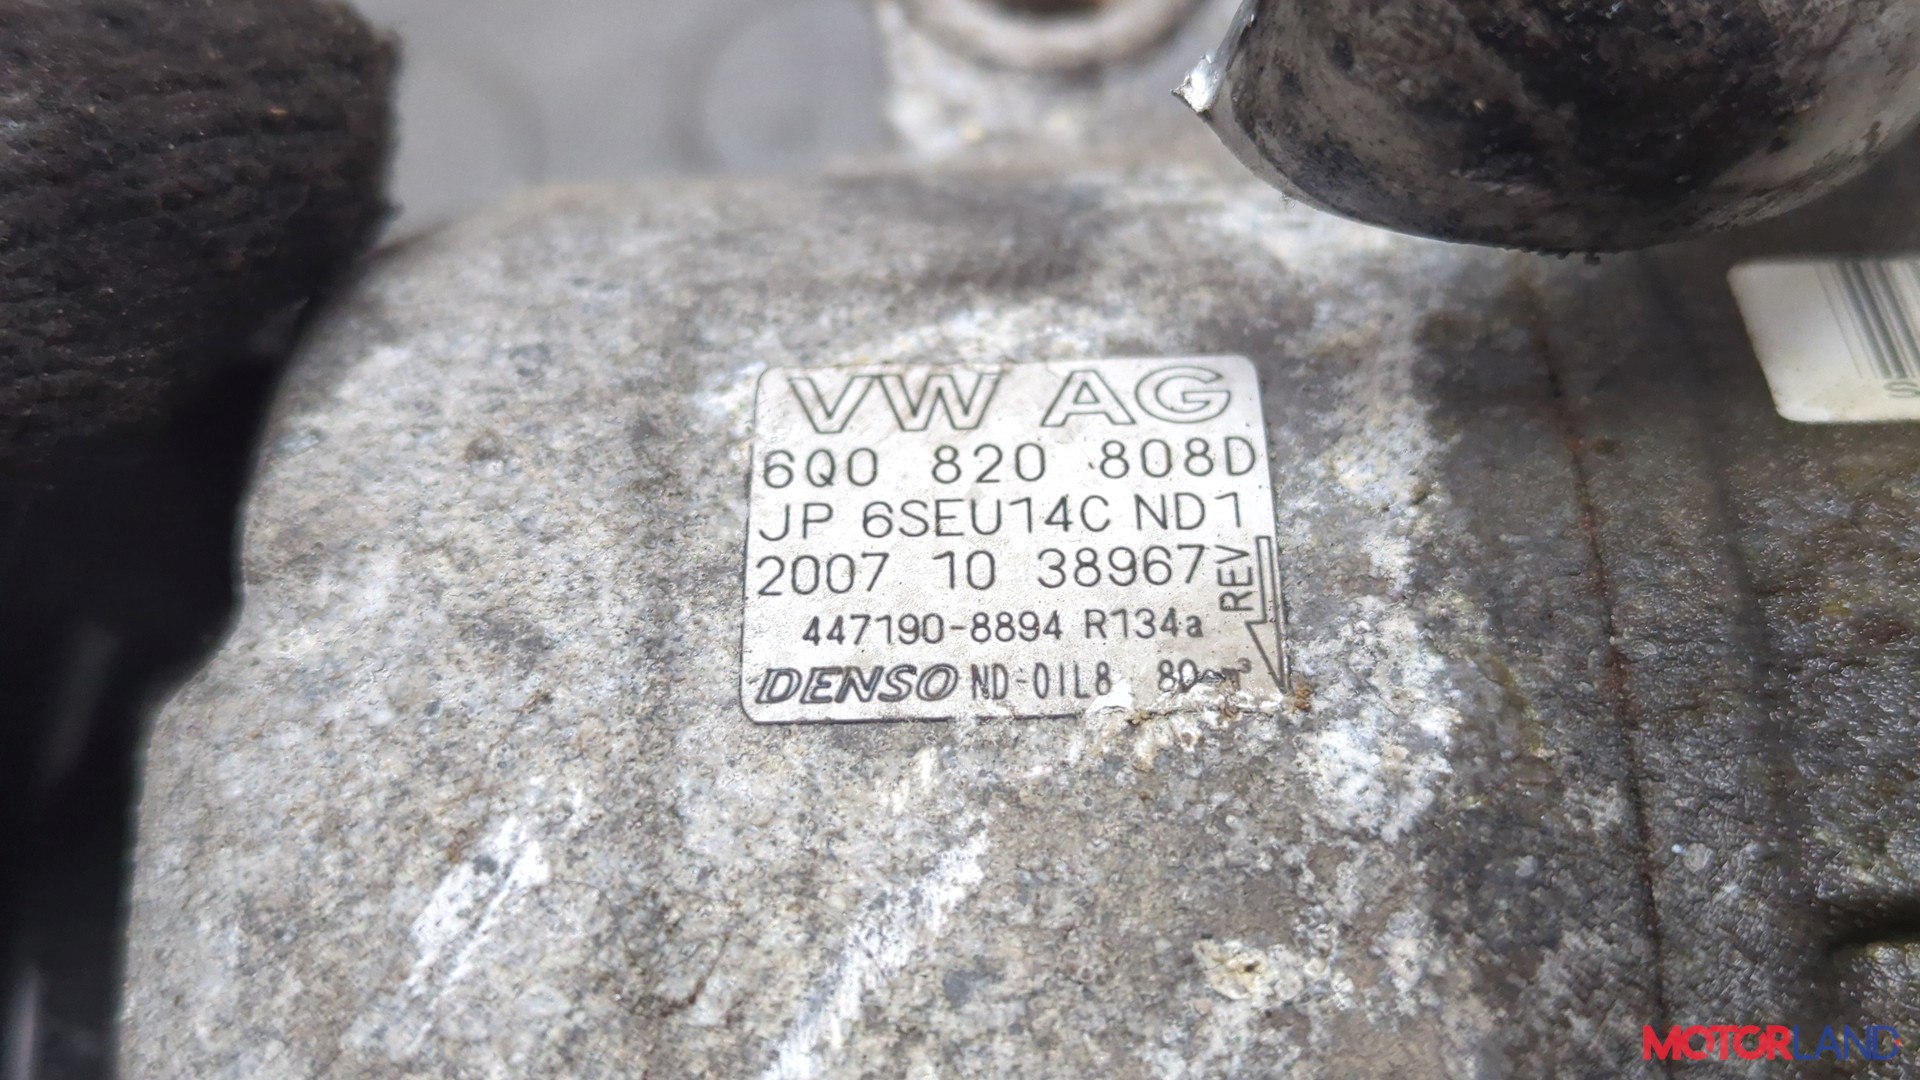 VW AG
6Q0 820 808D
JP 6SEU14C ND1
2007 10 38967
REV
447190-8894 R134a
DENSO ND-OIL8 80cm³
S
MOTORLAND